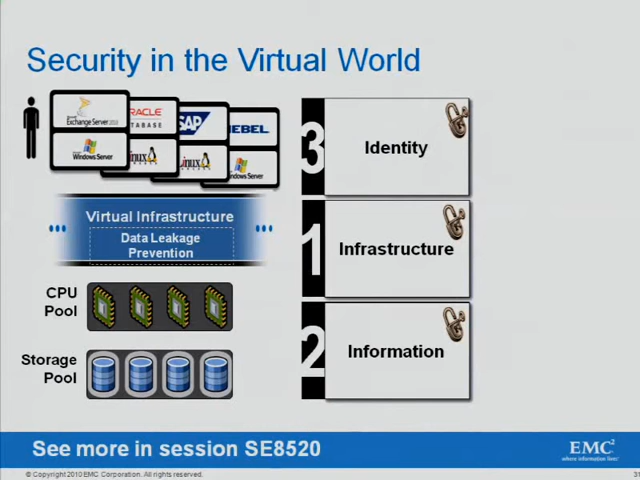 Security in the Virtual World
Exchange Server 2010
Windows Server
ORACLE
DATABASE
SAP
SIEBEL
Linux
Linux
Windows Server
Virtual Infrastructure
Data Leakage
Prevention
CPU
Pool
Storage
Pool
3
Identity
1
Infrastructure
2
Information
See more in session SE8520
EMC²
where information lives®
© Copyright 2010 EMC Corporation. All rights reserved.
31